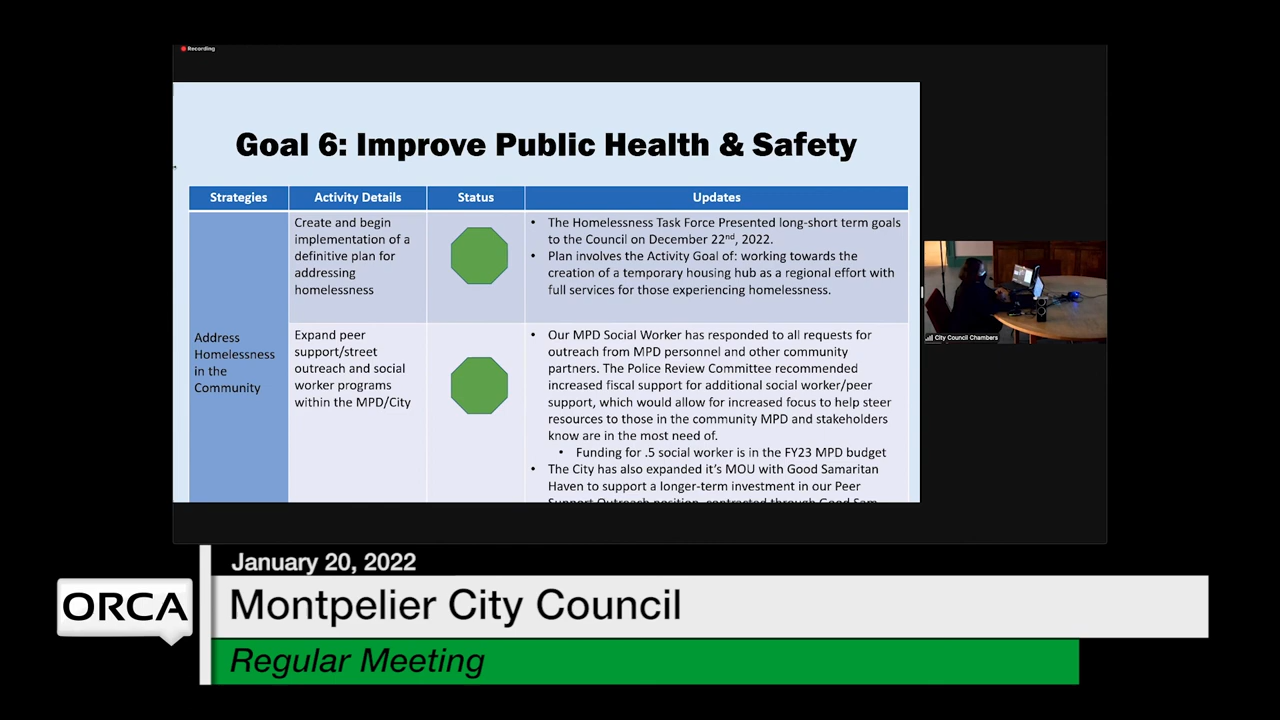 Recording
Goal 6: Improve Public Health & Safety
Strategies
Activity Details
Status
Updates
Address
Homelessness
in the
Community
Create and begin
implementation of a
definitive plan for
addressing
homelessness
• The Homelessness Task Force Presented long-short term goals
to the Council on December 22nd, 2022.
• Plan involves the Activity Goal of: working towards the
creation of a temporary housing hub as a regional effort with
full services for those experiencing homelessness.
Expand peer
support/street
outreach and social
worker programs
within the MPD/City
• Our MPD Social Worker has responded to all requests for
outreach from MPD personnel and other community
partners. The Police Review Committee recommended
increased fiscal support for additional social worker/peer
support, which would allow for increased focus to help steer
resources to those in the community MPD and stakeholders
know are in the most need of.
• Funding for .5 social worker is in the FY23 MPD budget
• The City has also expanded it's MOU with Good Samaritan
Haven to support a longer-term investment in our Peer
Support Outreach position, contracted through Good Sam
City Council Chambers
January 20, 2022
ORCA
Montpelier City Council
Regular Meeting